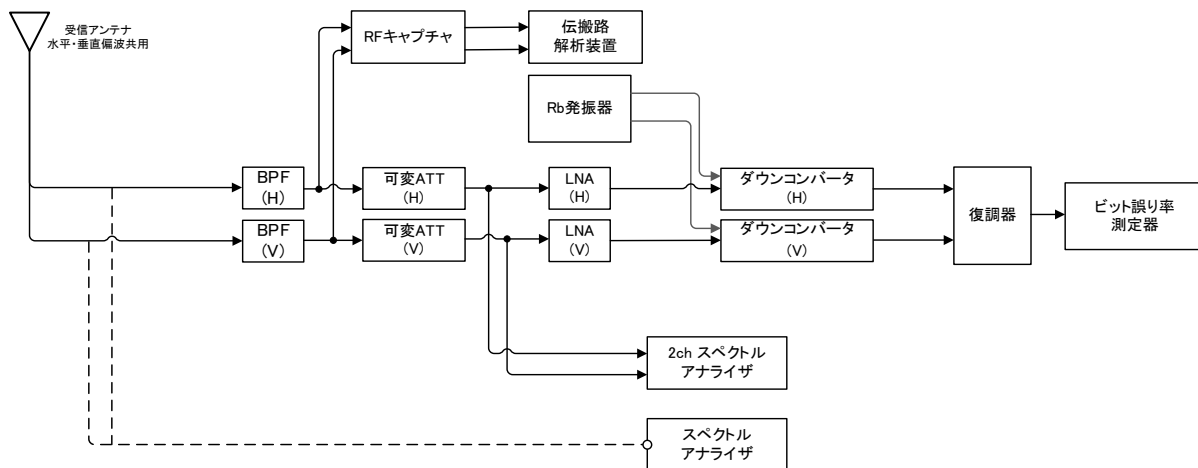 受信アンテナ
水平・垂直偏波共用
RFキャプチャ
伝搬路
解析装置
Rb発振器
BPF
(H)
可変ATT
(H)
LNA
(H)
ダウンコンバータ
(H)
BPF
(V)
可変ATT
(V)
LNA
(V)
ダウンコンバータ
(V)
復調器
ビット誤り率
測定器
2ch スペクトル
アナライザ
スペクトル
アナライザ